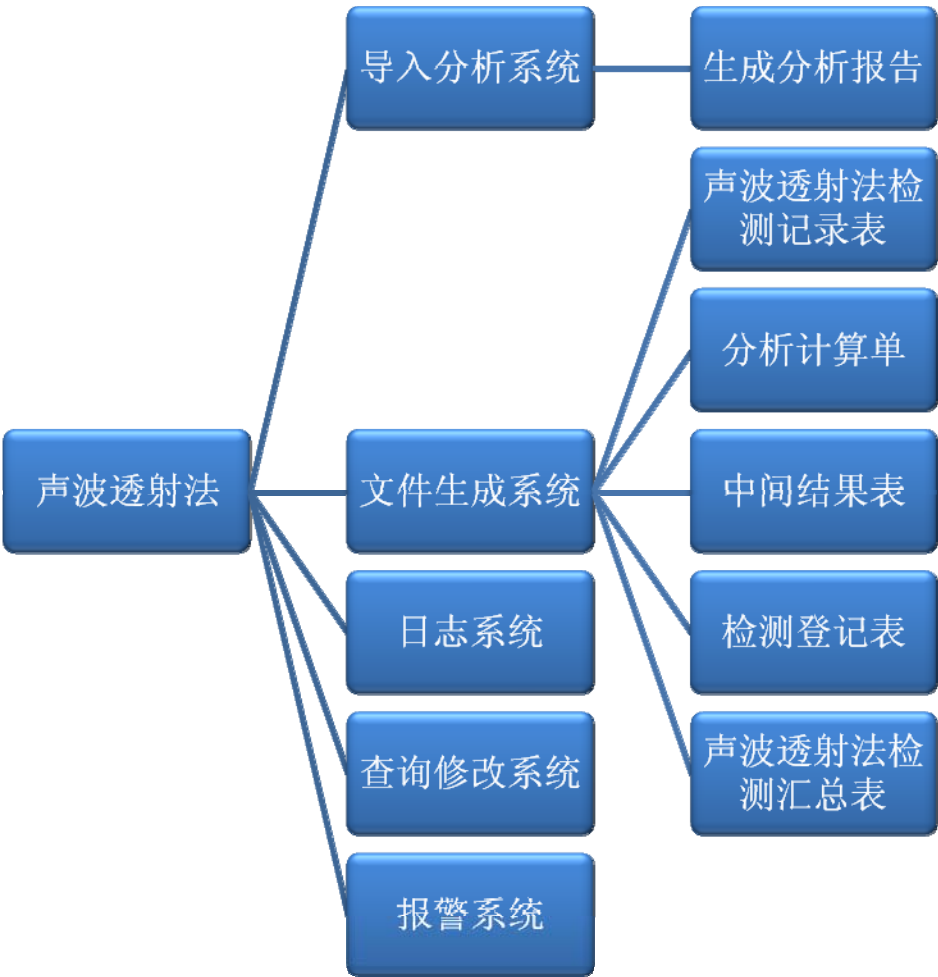 导入分析系统
生成分析报告
声波透射法检
测记录表
分析计算单
声波透射法
文件生成系统
中间结果表
日志系统
检测登记表
查询修改系统
声波透射法检
测汇总表
报警系统